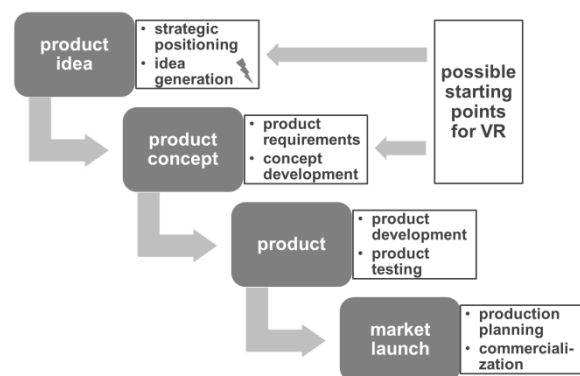 product
idea
• strategic
positioning
• idea
generation
possible
starting
points
for VR
product
concept
• product
requirements
• concept
development
product
• product
development
• product
testing
market
launch
• production
planning
• commerciali-
zation